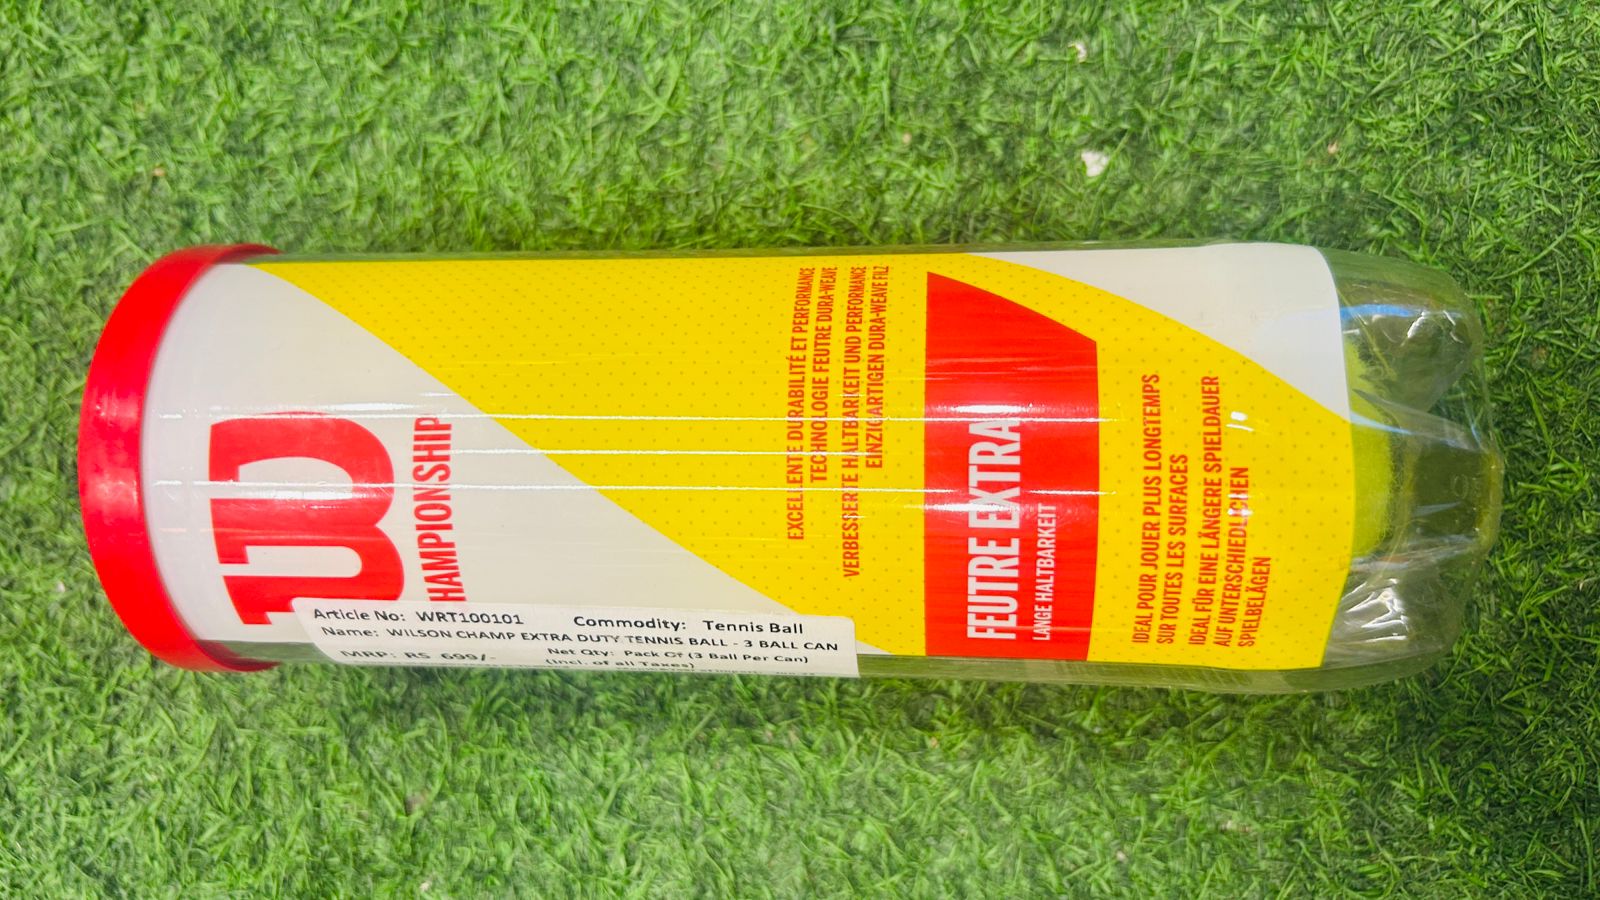 W
CHAMPIONSHIP
EXCELLENTE DURABILITÉ ET PERFORMANCE
TECHNOLOGIE FEUTRE DURA-WEAVE
VERBESSERTE HALTBARKEIT UND PERFORMANCE
EINZIGARTIGEN DURA-WEAVE FILZ
FEUTRE EXTRA
LANGE HALTBARKEIT
IDÉAL POUR JOUER PLUS LONGTEMPS
SUR TOUTES LES SURFACES
IDEAL FÜR EINE LÄNGERE SPIELDAUER
AUF UNTERSCHIEDLICHEN
SPIELBELÄGEN
Article No: WRT100101 Commodity: Tennis Ball
Name: WILSON CHAMP EXTRA DUTY TENNIS BALL - 3 BALL CAN
MRP: RS 699/- Net Qty: Pack Of (3 Ball Per Can)
(Incl. of all Taxes)